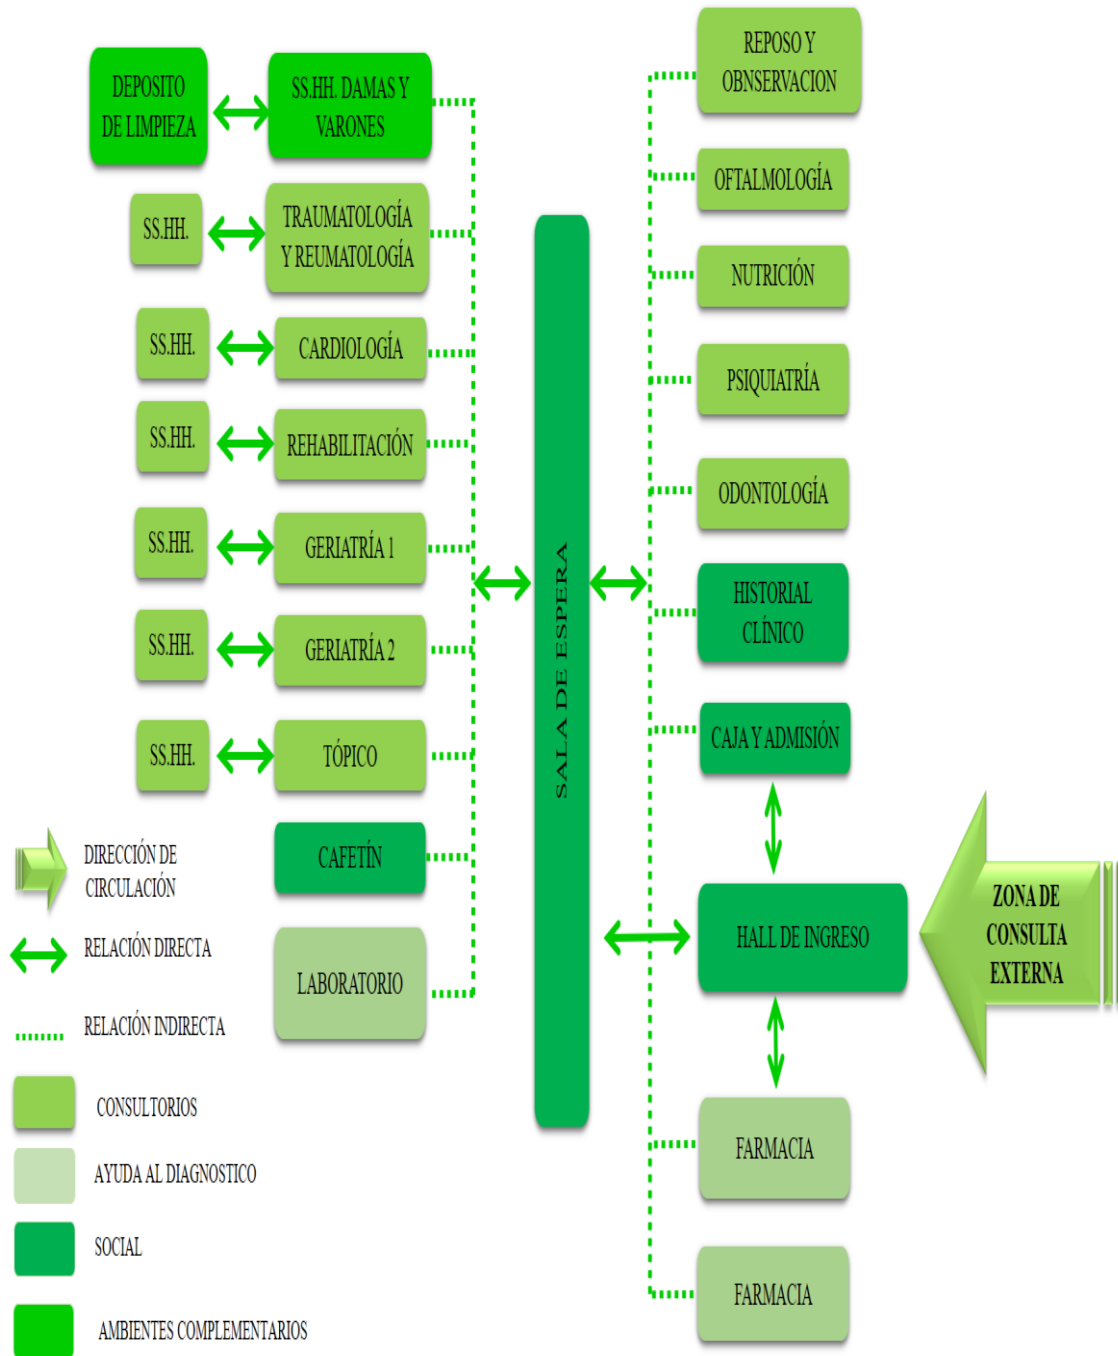 DEPOSITO
DE LIMPIEZA
SS.HH. DAMAS Y
VARONES
SS.HH.
TRAUMATOLOGÍA
Y REUMATOLOGÍA
SS.HH.
CARDIOLOGÍA
SS.HH.
REHABILITACIÓN
SS.HH.
GERIATRÍA 1
SS.HH.
GERIATRÍA 2
SS.HH.
TÓPICO
CAFETÍN
LABORATORIO
SALA DE ESPERA
REPOSO Y
OBNSERVACION
OFTALMOLOGÍA
NUTRICIÓN
PSIQUIATRÍA
ODONTOLOGÍA
HISTORIAL
CLÍNICO
CAJA Y ADMISIÓN
HALL DE INGRESO
ZONA DE
CONSULTA
EXTERNA
FARMACIA
FARMACIA
DIRECCIÓN DE
CIRCULACIÓN
RELACIÓN DIRECTA
RELACIÓN INDIRECTA
CONSULTORIOS
AYUDA AL DIAGNOSTICO
SOCIAL
AMBIENTES COMPLEMENTARIOS